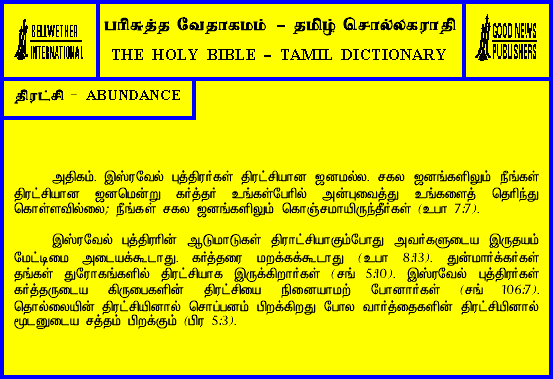 BELLWETHER
INTERNATIONAL
பரிசுத்த வேதாகமம் – தமிழ் சொல்லகராதி
THE HOLY BIBLE – TAMIL DICTIONARY
GOOD NEWS
PUBLISHERS
திரட்சி – ABUNDANCE
அதிகம். இஸ்ரவேல் புத்திரர்கள் திரட்சியான ஜனமல்ல. சகல ஜனங்களிலும் நீங்கள்
திரட்சியான ஜனமென்று கர்த்தர் உங்கள்பேரில் அன்புவைத்து உங்களைத் தெரிந்து
கொள்ளவில்லை; நீங்கள் சகல ஜனங்களிலும் கொஞ்சமாயிருந்தீர்கள் (உபா 7:7).
இஸ்ரவேல் புத்திரரின் ஆடுமாடுகள் திராட்சியாகும்போது அவர்களுடைய இருதயம்
மேட்டிமை அடையக்கூடாது. கர்த்தரை மறக்கக்கூடாது (உபா 8:13). துன்மார்க்கர்கள்
தங்கள் துரோகங்களில் திரட்சியாக இருக்கிறார்கள் (சங் 5:10). இஸ்ரவேல் புத்திரர்கள்
கர்த்தருடைய கிருபைகளின் திரட்சியை நினையாமற் போனார்கள் (சங் 106:7).
தொல்லையின் திரட்சியினால் சொப்பனம் பிறக்கிறது போல வார்த்தைகளின் திரட்சியினால்
மூடனுடைய சத்தம் பிறக்கும் (பிர 5:3).